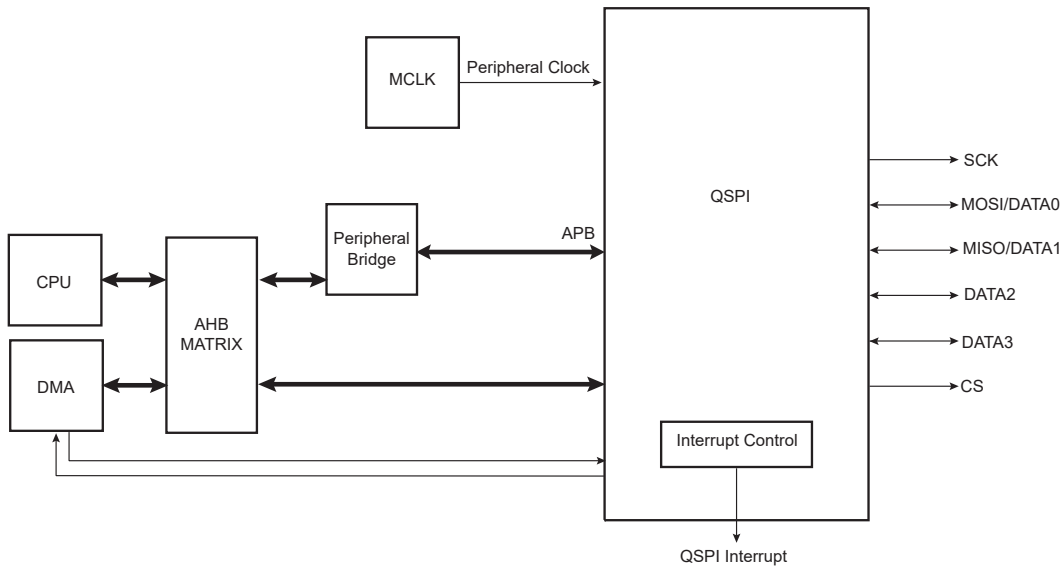 MCLK
Peripheral Clock
QSPI
SCK
MOSI/DATA0
MISO/DATA1
DATA2
DATA3
CS
Peripheral
Bridge
APB
CPU
AHB
MATRIX
DMA
Interrupt Control
QSPI Interrupt